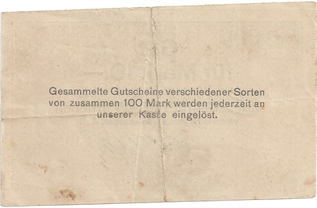 Gesammelte Gutscheine verschiedener Sorten
von zusammen 100 Mark werden jederzeit an
unserer Kasse eingelöst.